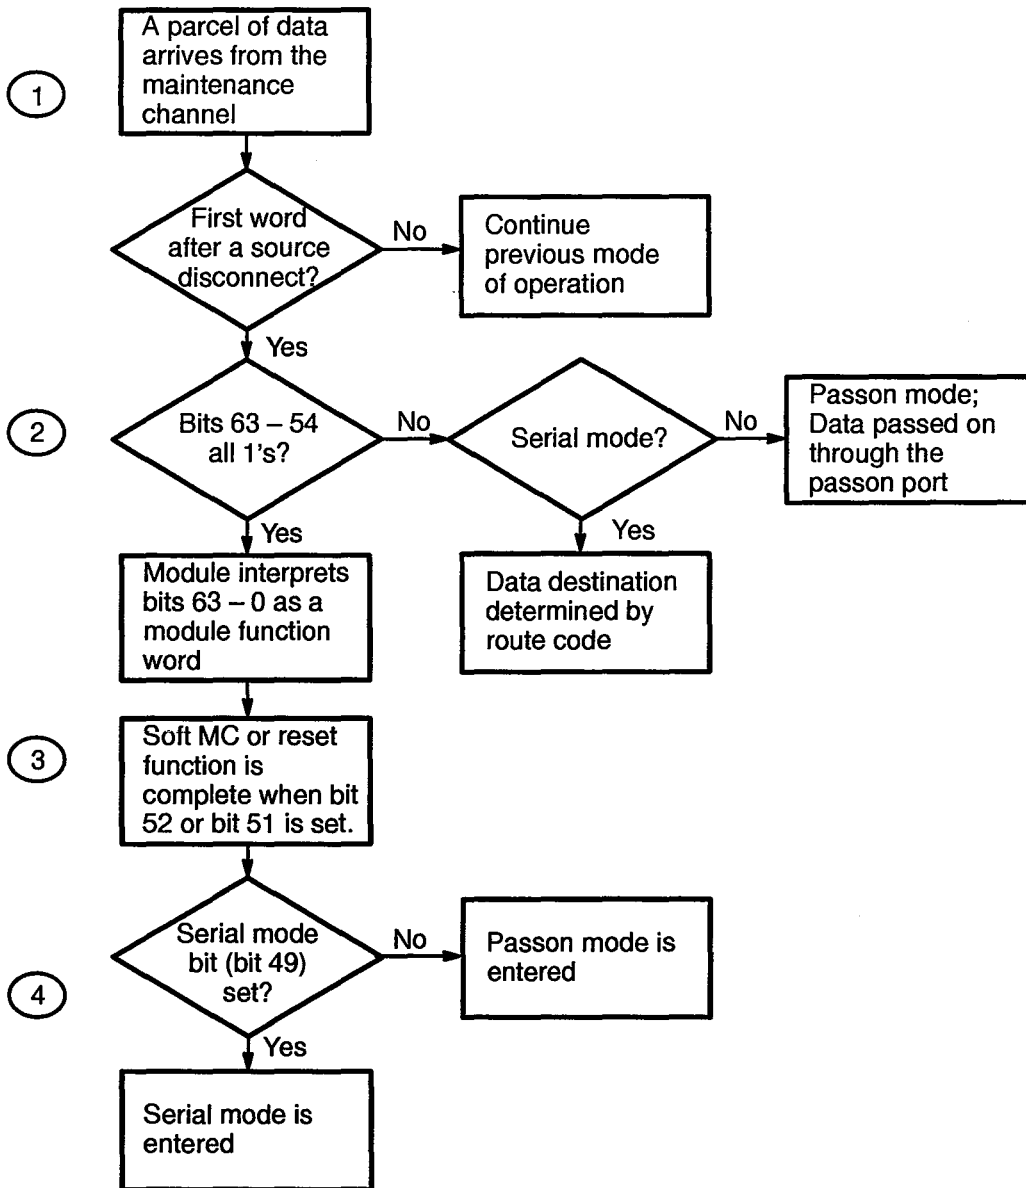 A parcel of data
arrives from the
maintenance
channel
1
First word
after a source
disconnect?
No
Continue
previous mode
of operation
Yes
2
Bits 63 – 54
all 1's?
No
Serial mode?
No
Passon mode;
Data passed on
through the
passon port
Yes
Yes
Module interprets
bits 63 – 0 as a
module function
word
Data destination
determined by
route code
3
Soft MC or reset
function is
complete when bit
52 or bit 51 is set.
4
Serial mode
bit (bit 49)
set?
No
Passon mode is
entered
Yes
Serial mode is
entered